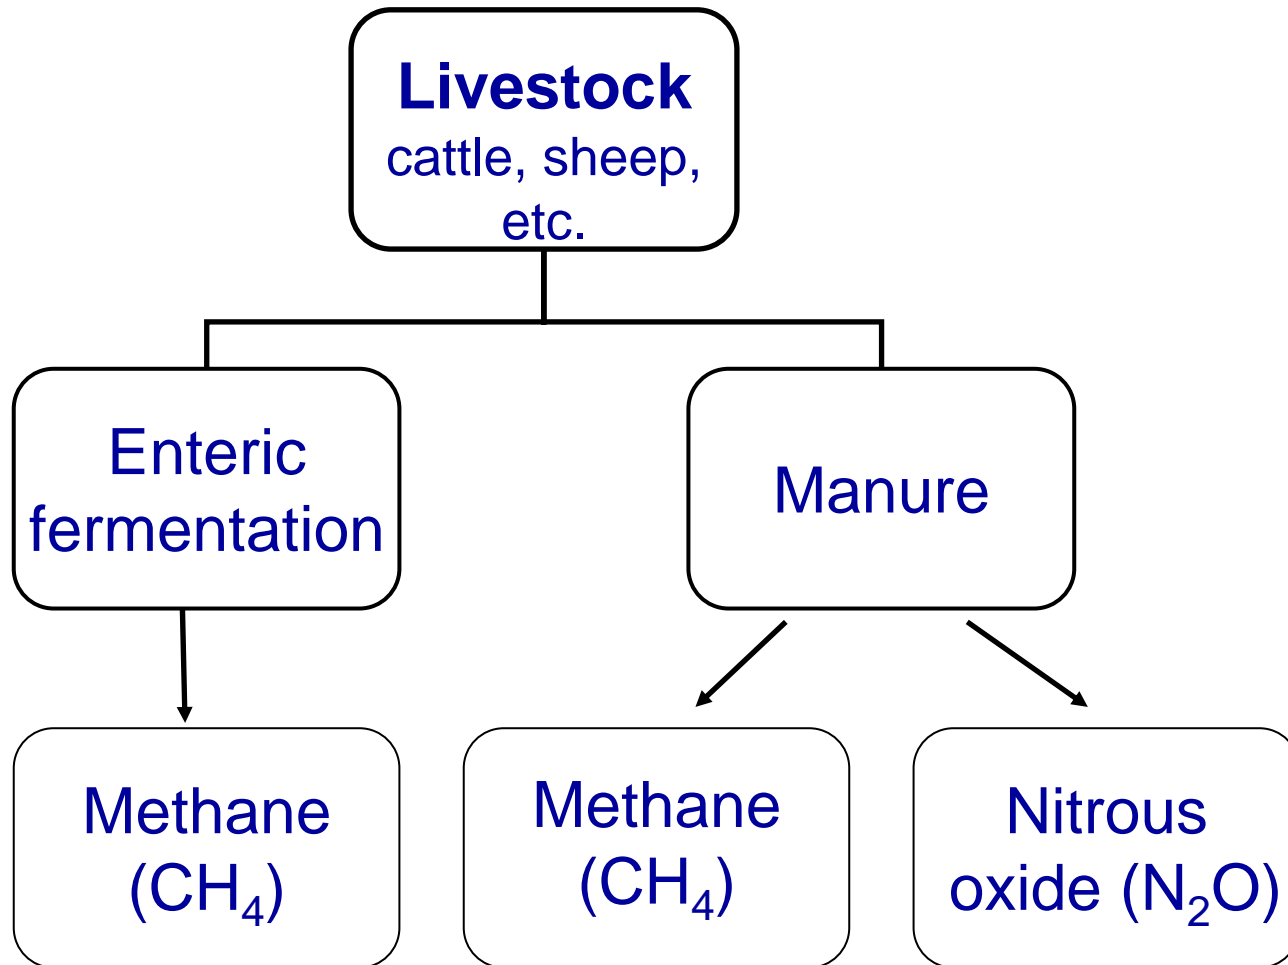 Livestock
cattle, sheep,
etc.
Enteric
fermentation
Manure
Methane
(CH₄)
Methane
(CH₄)
Nitrous
oxide (N₂O)